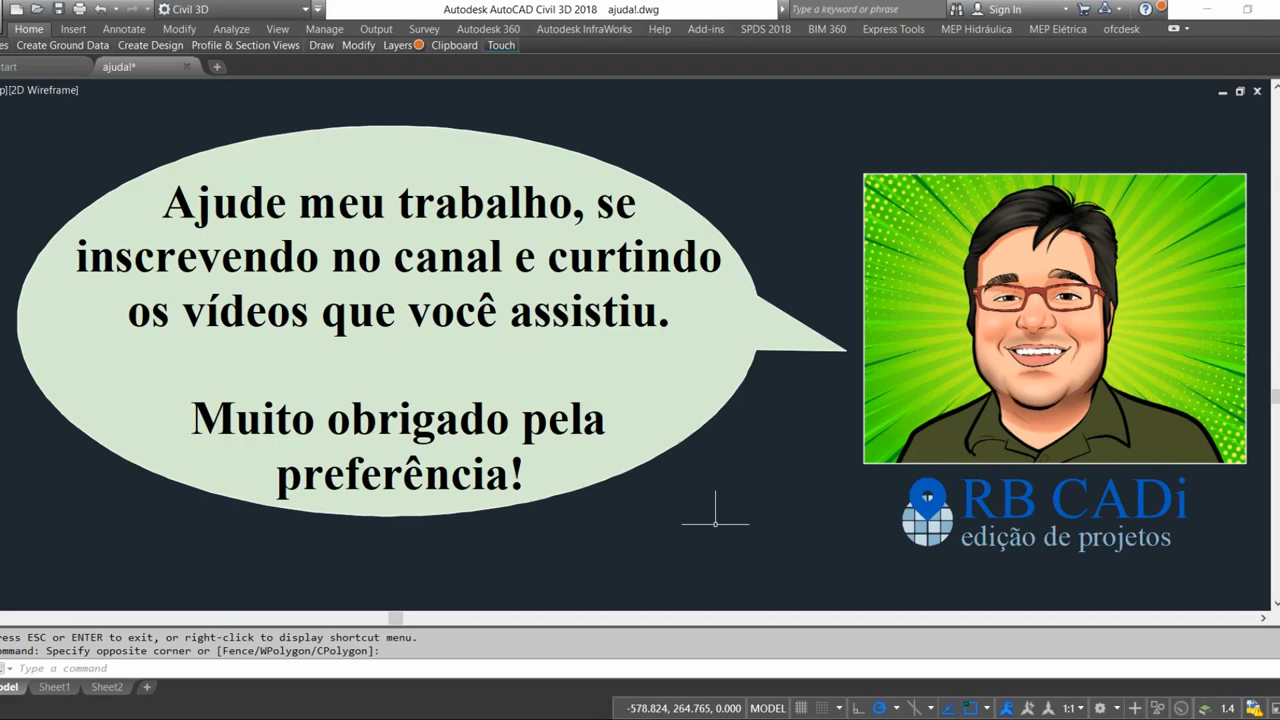 Civil 3D
Autodesk AutoCAD Civil 3D 2018 ajuda!.dwg
Type a keyword or phrase
Sign In
Home Insert Annotate Modify Analyze View Manage Output Survey Autodesk 360 Autodesk InfraWorks Help Add-ins SPDS 2018 BIM 360 Express Tools MEP Hidráulica MEP Elétrica ofcdesk
es Create Ground Data Create Design Profile & Section Views Draw Modify Layers Clipboard Touch
tart ajuda!*
p][2D Wireframe]
Ajude meu trabalho, se
inscrevendo no canal e curtindo
os vídeos que você assistiu.
Muito obrigado pela
preferência!
RB CADi
edição de projetos
ress ESC or ENTER to exit, or right-click to display shortcut menu.
ommand: Specify opposite corner or [Fence/WPolygon/CPolygon]:
Type a command
odel Sheet1 Sheet2
-578.824, 264.765, 0.000 MODEL 1:1 1.4